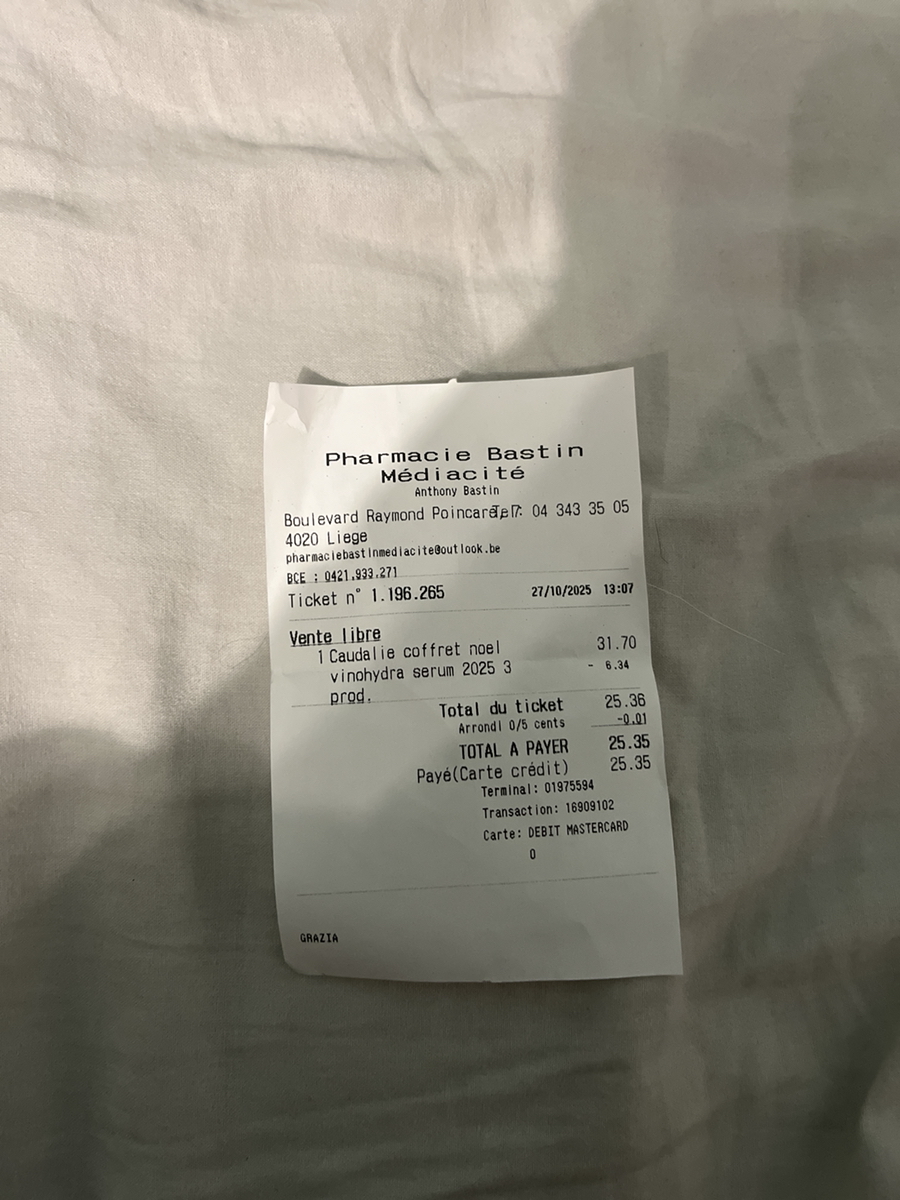 Pharmacie Bastin
Médiacité
Anthony Bastin
Boulevard Raymond Poincaré, 7 Tel : 04 343 35 05
4020 Liege
pharmaciebastinmediacite@outlook.be
BCE : 0421.933.271
Ticket n° 1.196.265 27/10/2025 13:07
Vente libre
1 Caudalie coffret noel 31.70
vinohydra serum 2025 3 - 6.34
prod.
Total du ticket 25.36
Arrondi 0/5 cents -0.01
TOTAL A PAYER 25.35
Payé(Carte crédit) 25.35
Terminal: 01975594
Transaction: 16909102
Carte: DEBIT MASTERCARD
0
GRAZIA